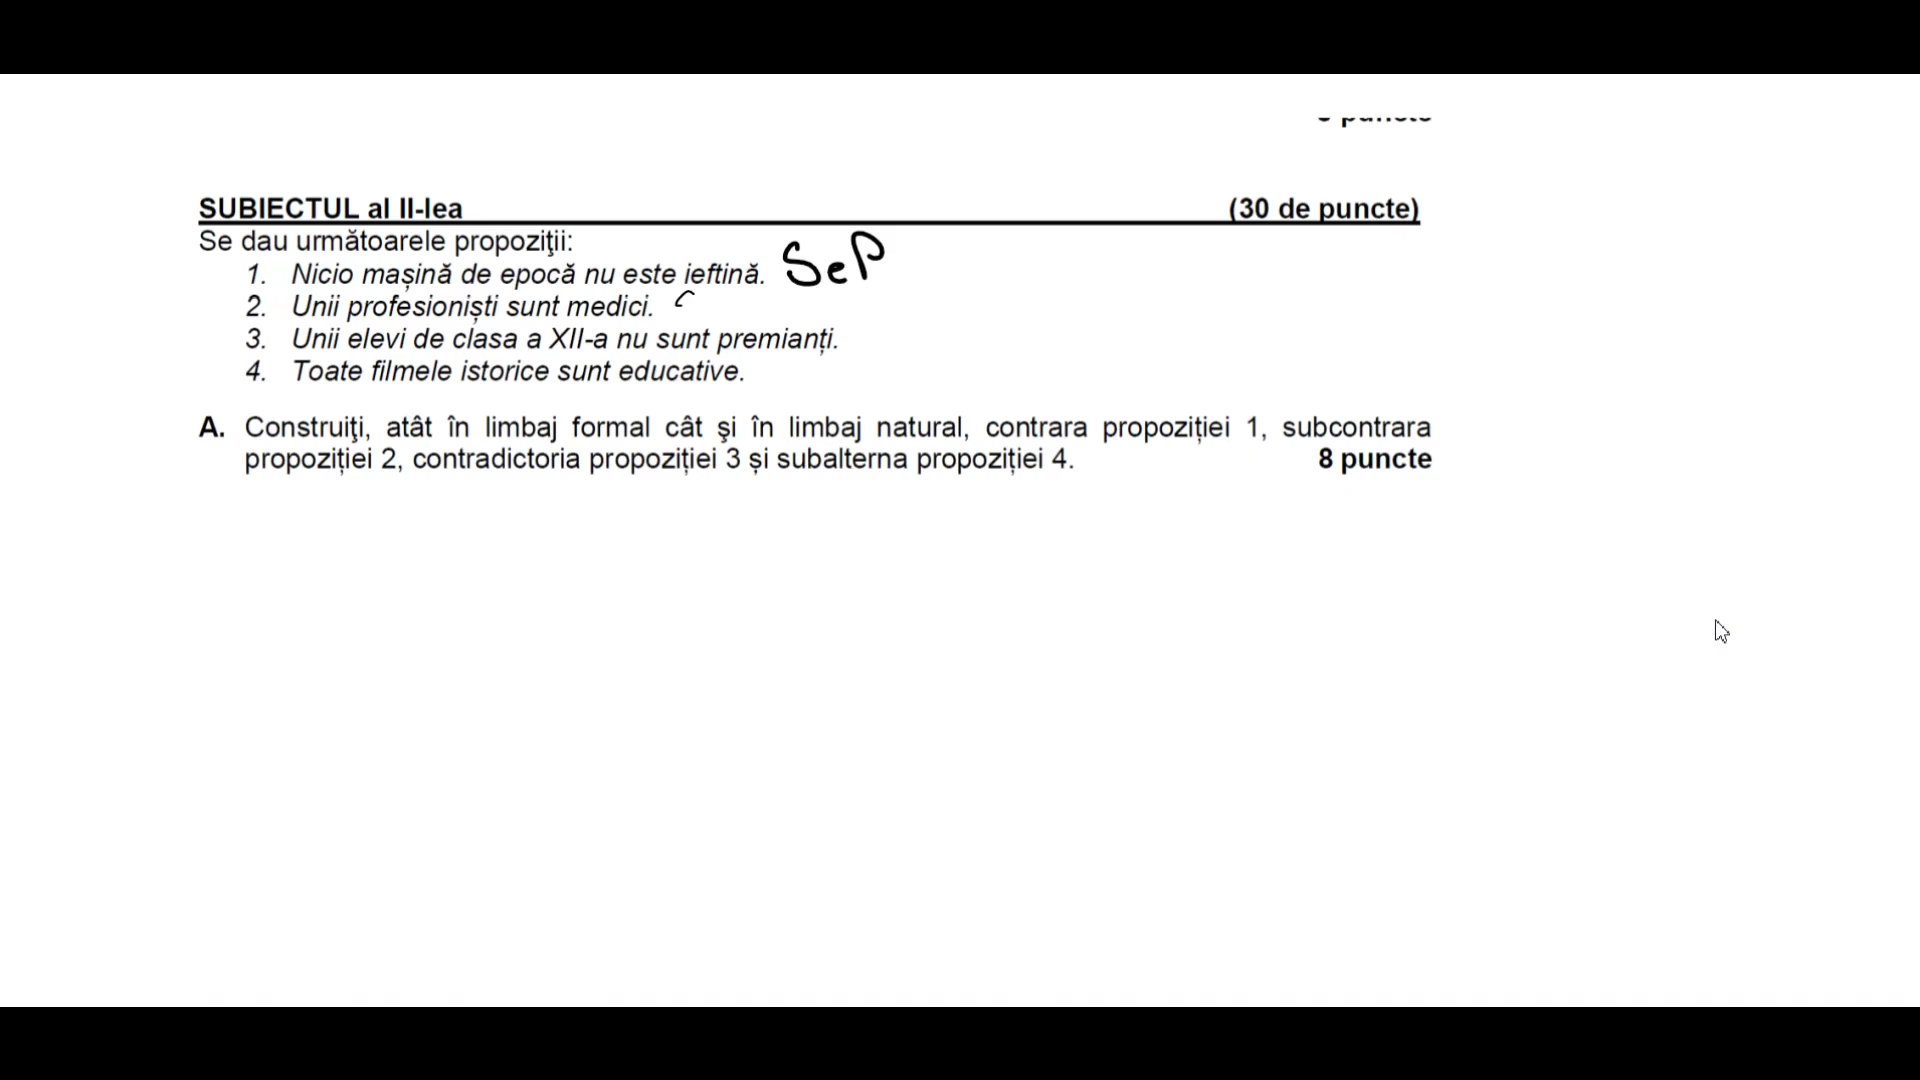 SUBIECTUL al II-lea (30 de puncte)
Se dau următoarele propoziţii:
1. Nicio mașină de epocă nu este ieftină. SeP
2. Unii profesioniști sunt medici.
3. Unii elevi de clasa a XII-a nu sunt premianți.
4. Toate filmele istorice sunt educative.
A. Construiţi, atât în limbaj formal cât şi în limbaj natural, contrara propoziției 1, subcontrara
propoziției 2, contradictoria propoziției 3 și subalterna propoziției 4. 8 puncte